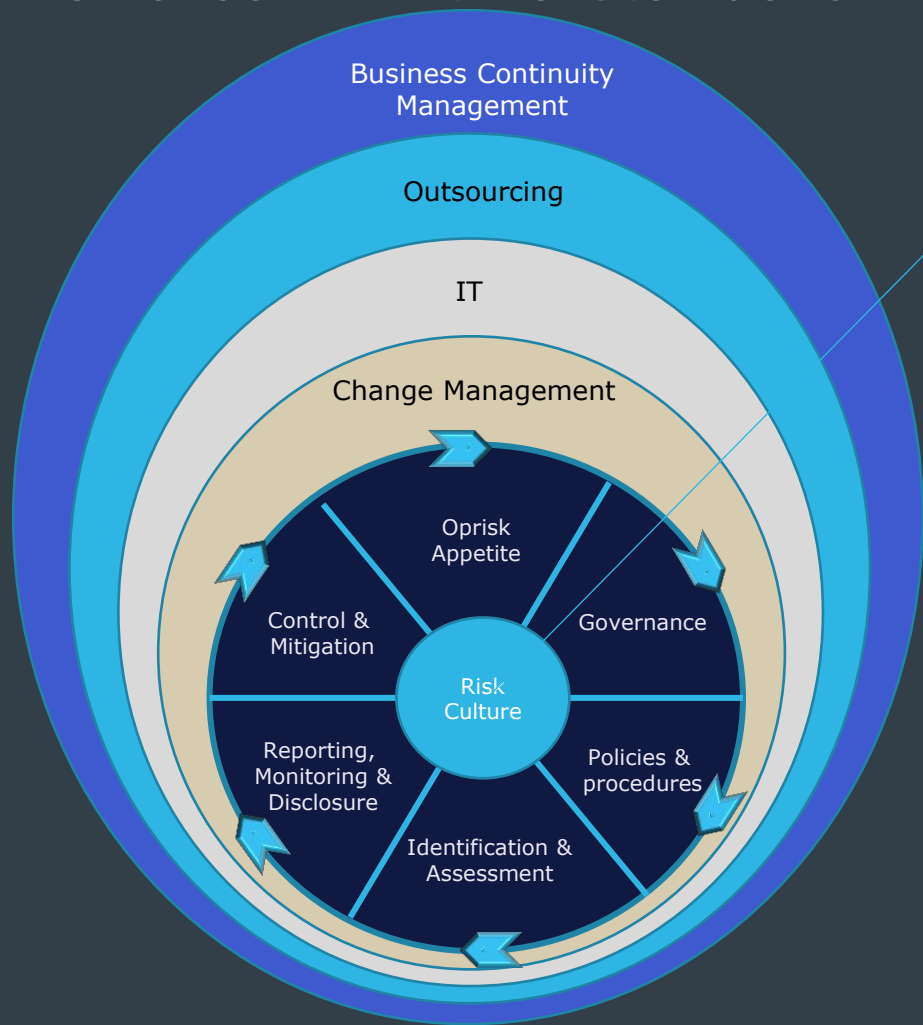 Business Continuity
Management
Outsourcing
IT
Change Management
Oprisk
Appetite
Governance
Policies &
procedures
Identification &
Assessment
Reporting,
Monitoring &
Disclosure
Control &
Mitigation
Risk
Culture